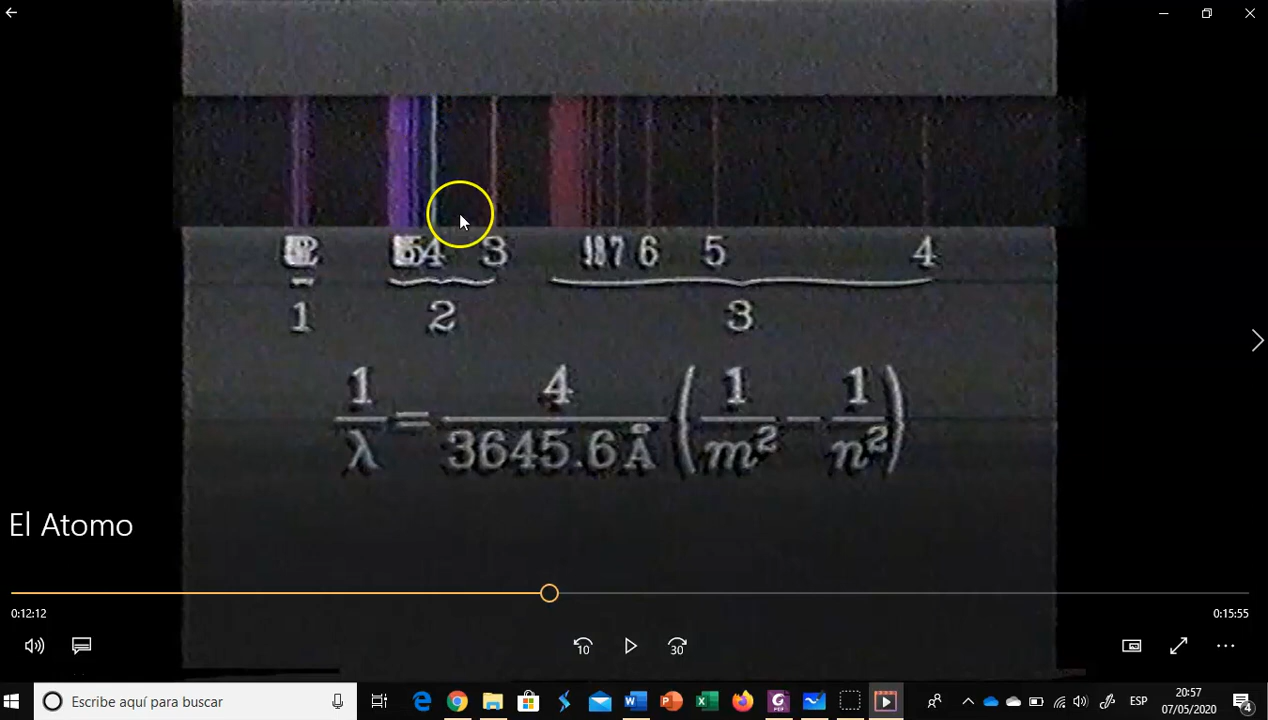 3 7 6 5 4
1 2 3
1/λ = 4/3645.6Å (1/m² − 1/n²)
El Atomo
0:12:12 0:15:55
10 30
Escribe aquí para buscar
ESP
20:57
07/05/2020
4